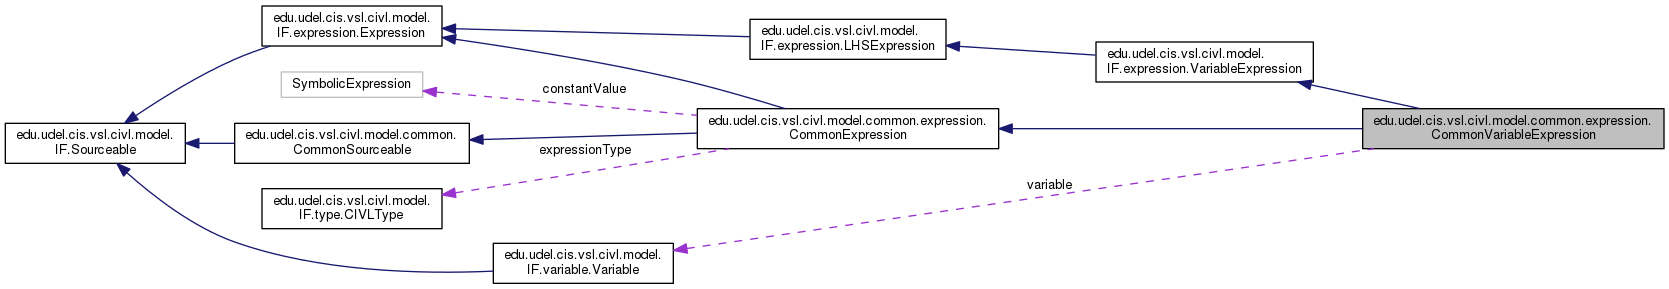 edu.udel.cis.vsl.civl.model.
IF.expression.Expression
edu.udel.cis.vsl.civl.model.
IF.expression.LHSExpression
edu.udel.cis.vsl.civl.model.
IF.expression.VariableExpression
SymbolicExpression
constantValue
edu.udel.cis.vsl.civl.model.
IF.Sourceable
edu.udel.cis.vsl.civl.model.common.
CommonSourceable
edu.udel.cis.vsl.civl.model.common.expression.
CommonExpression
edu.udel.cis.vsl.civl.model.common.expression.
CommonVariableExpression
expressionType
edu.udel.cis.vsl.civl.model.
IF.type.CIVLType
variable
edu.udel.cis.vsl.civl.model.
IF.variable.Variable